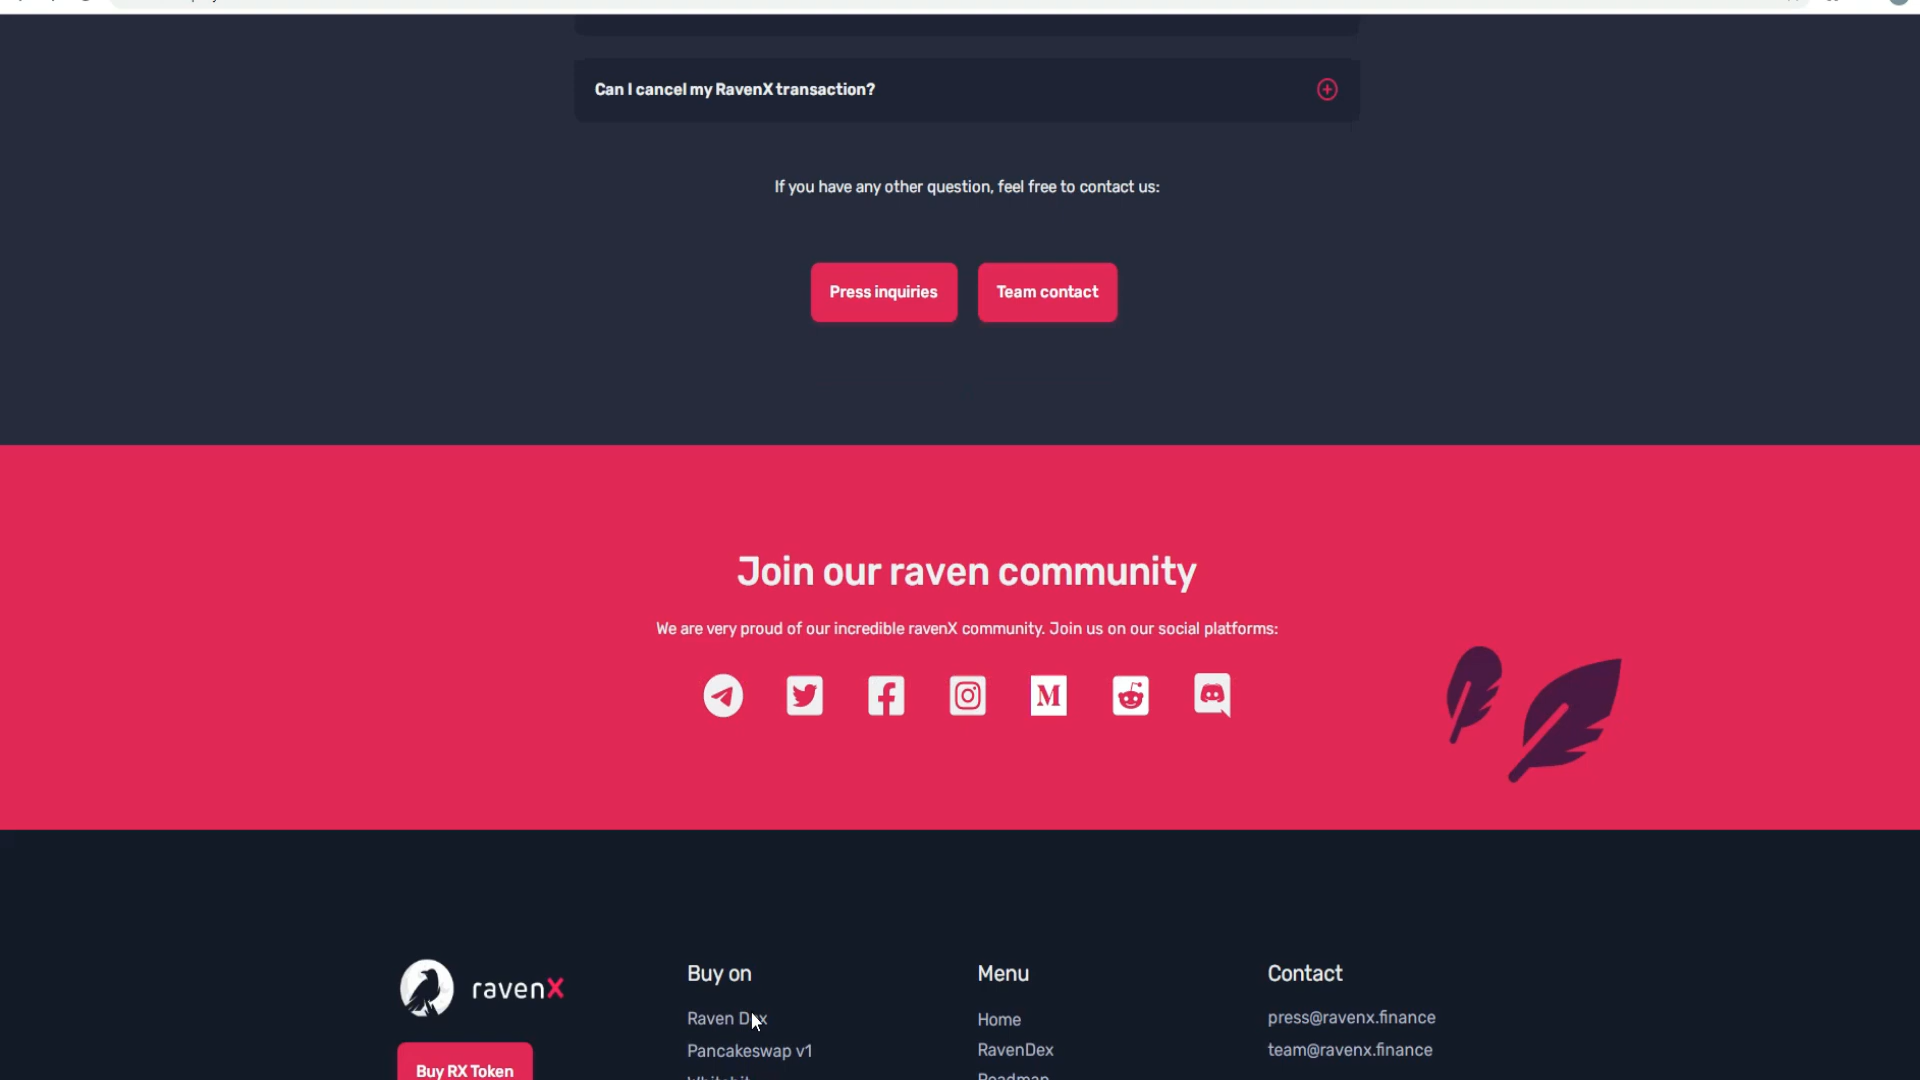 Can I cancel my RavenX transaction?
If you have any other question, feel free to contact us:
Press inquiries
Team contact
Join our raven community
We are very proud of our incredible ravenX community. Join us on our social platforms:
ravenX
Buy RX Token
Buy on
Raven Dex
Pancakeswap v1
Whitebit
Menu
Home
RavenDex
Roadmap
Contact
press@ravenx.finance
team@ravenx.finance